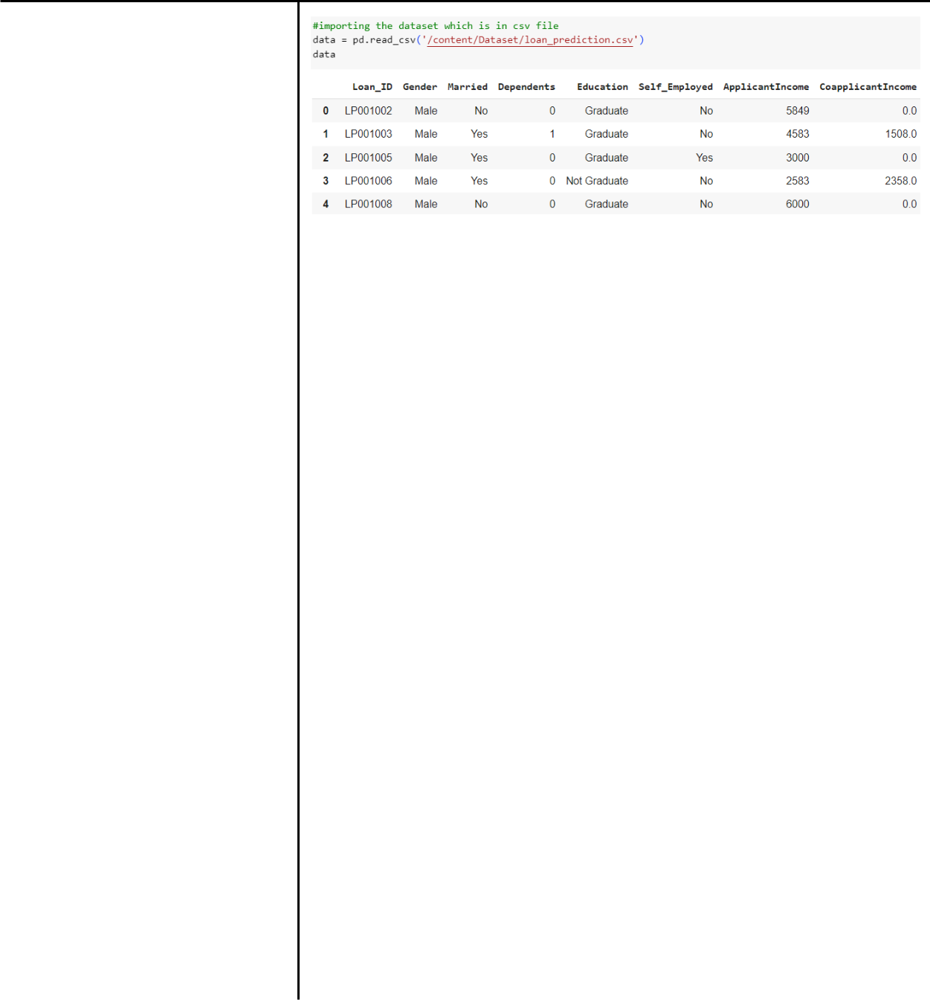 #importing the dataset which is in csv file
data = pd.read_csv('/content/Dataset/loan_prediction.csv')
data
Loan_ID Gender Married Dependents Education Self_Employed ApplicantIncome CoapplicantIncome
0 LP001002 Male No 0 Graduate No 5849 0.0
1 LP001003 Male Yes 1 Graduate No 4583 1508.0
2 LP001005 Male Yes 0 Graduate Yes 3000 0.0
3 LP001006 Male Yes 0 Not Graduate No 2583 2358.0
4 LP001008 Male No 0 Graduate No 6000 0.0